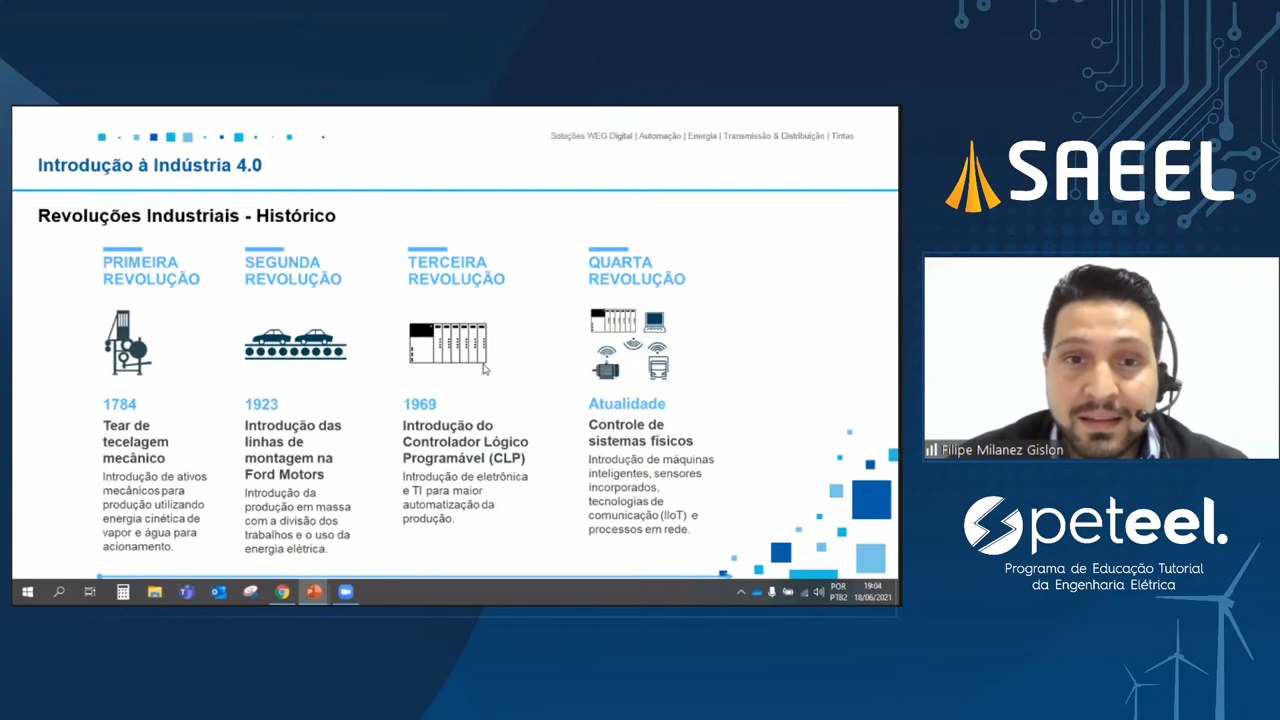 Soluções WEG Digital | Automação | Energia | Transmissão & Distribuição | Tintas
Introdução à Indústria 4.0
Revoluções Industriais - Histórico
PRIMEIRA
REVOLUÇÃO
1784
Tear de
tecelagem
mecânico
Introdução de ativos
mecânicos para
produção utilizando
energia cinética de
vapor e água para
acionamento.
SEGUNDA
REVOLUÇÃO
1923
Introdução das
linhas de
montagem na
Ford Motors
Introdução da
produção em massa
com a divisão dos
trabalhos e o uso da
energia elétrica.
TERCEIRA
REVOLUÇÃO
1969
Introdução do
Controlador Lógico
Programável (CLP)
Introdução de eletrônica
e TI para maior
automatização da
produção.
QUARTA
REVOLUÇÃO
Atualidade
Controle de
sistemas físicos
Introdução de máquinas
inteligentes, sensores
incorporados,
tecnologias de
comunicação (IIoT) e
processos em rede.
POR
PTB2
19:04
18/06/2021
SAEEL
Filipe Milanez Gislon
peteel.
Programa de Educação Tutorial
da Engenharia Elétrica